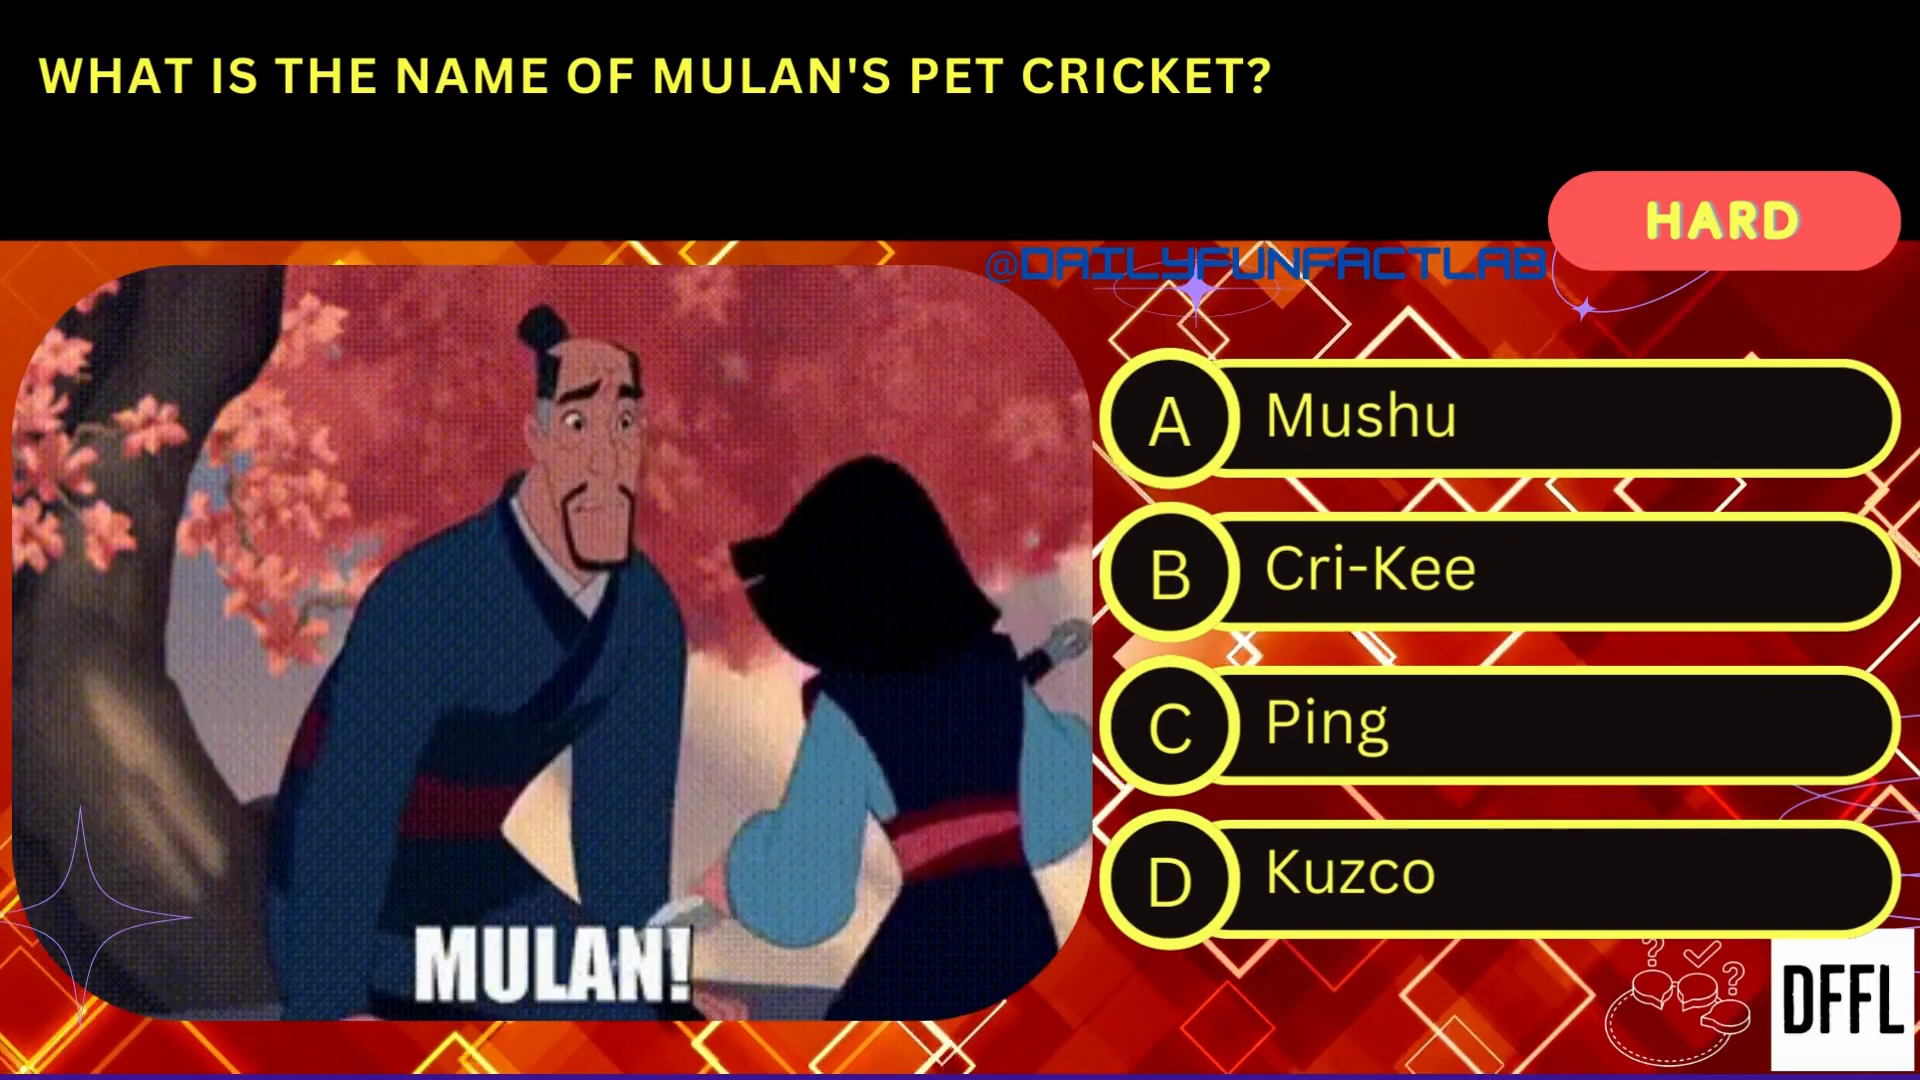 WHAT IS THE NAME OF MULAN'S PET CRICKET?
HARD
@DAILYFUNFACTLAB
A Mushu
B Cri-Kee
C Ping
D Kuzco
MULAN!
DFFL